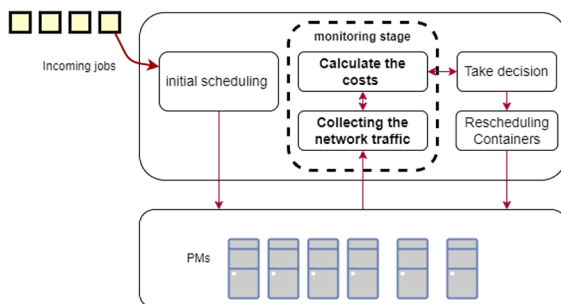 monitoring stage
Incoming jobs
initial scheduling
Calculate the
costs
Take decision
Collecting the
network traffic
Rescheduling
Containers
PMs